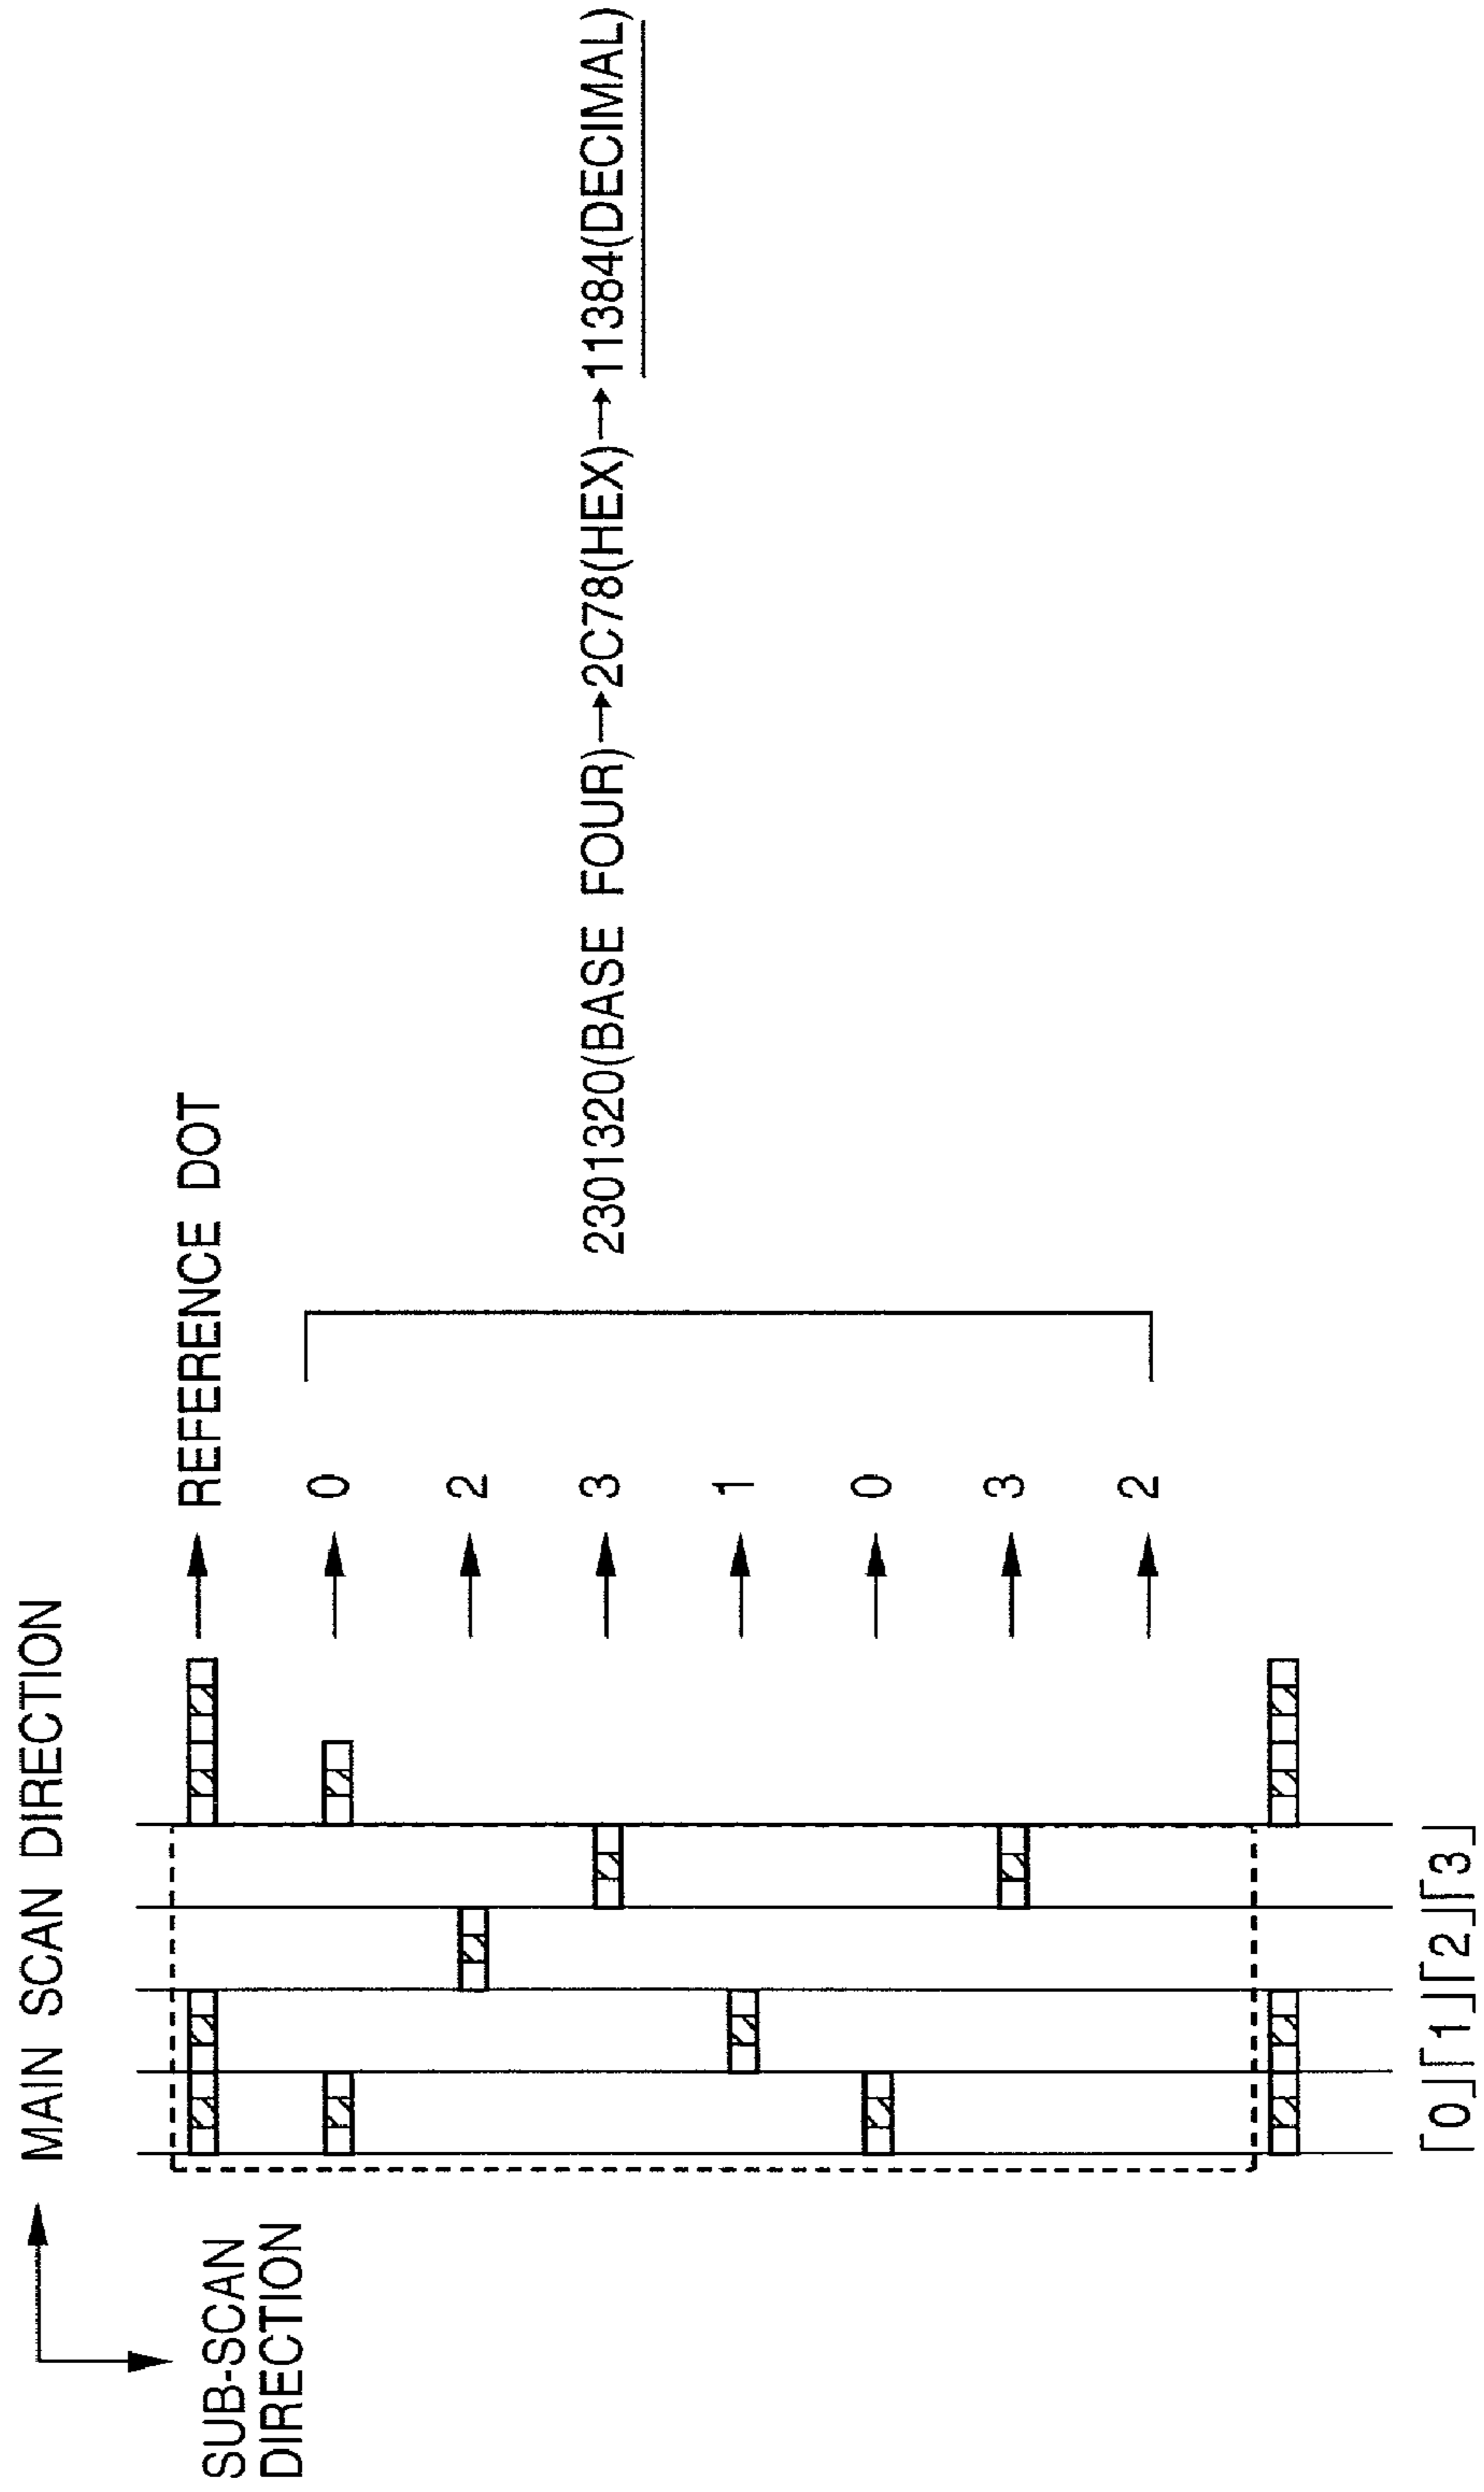 MAIN SCAN DIRECTION
SUB-SCAN
DIRECTION
REFERENCE DOT
0
2
3
1
0
3
2
2301320(BASE FOUR)→2C78(HEX)→11384(DECIMAL)
「0」「1」「2」「3」